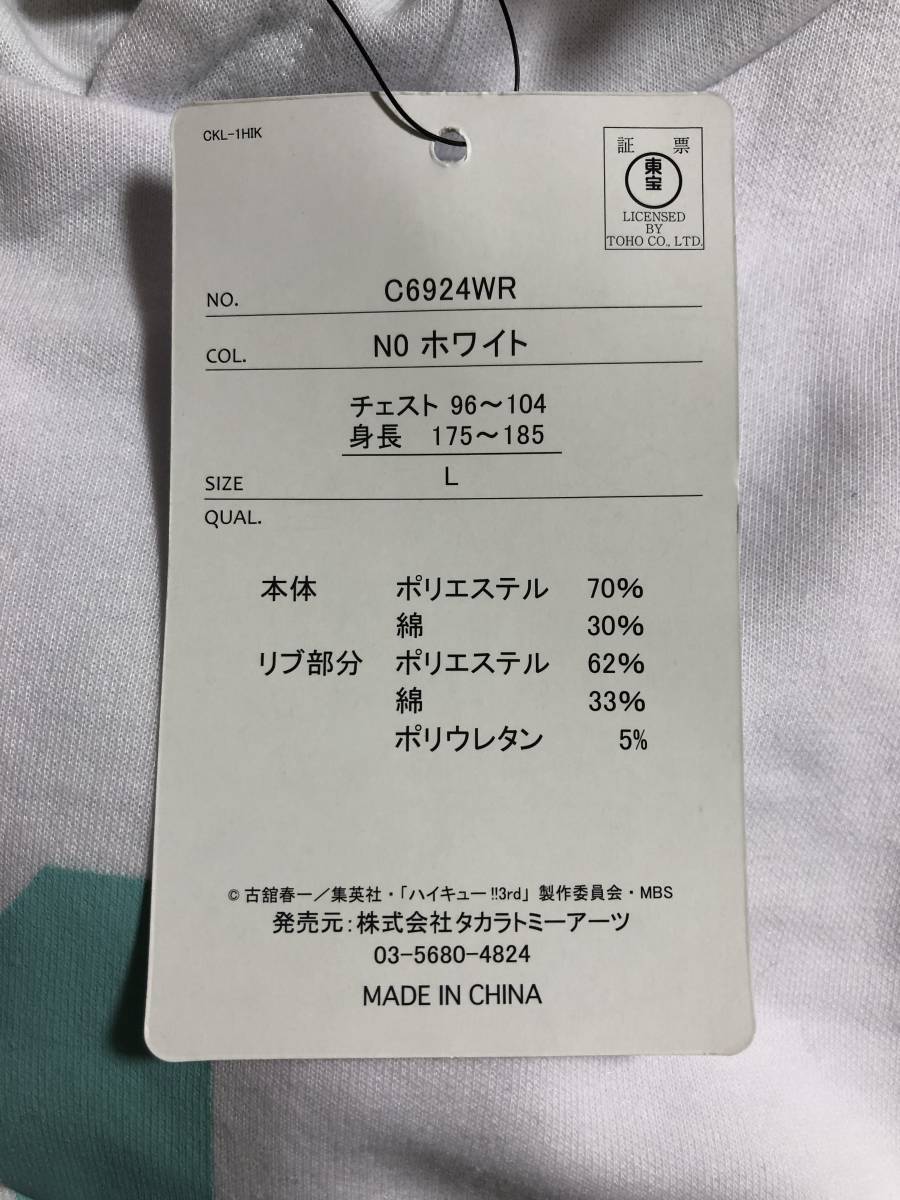 CKL-1HIK
証 票
東宝
LICENSED
BY
TOHO CO., LTD.
NO. C6924WR
COL. N0 ホワイト
チェスト 96～104
身長 175～185
SIZE L
QUAL.
本体 ポリエステル 70%
綿 30%
リブ部分 ポリエステル 62%
綿 33%
ポリウレタン 5%
© 古舘春一／集英社・「ハイキュー!!3rd」製作委員会・MBS
発売元：株式会社タカラトミーアーツ
03-5680-4824
MADE IN CHINA